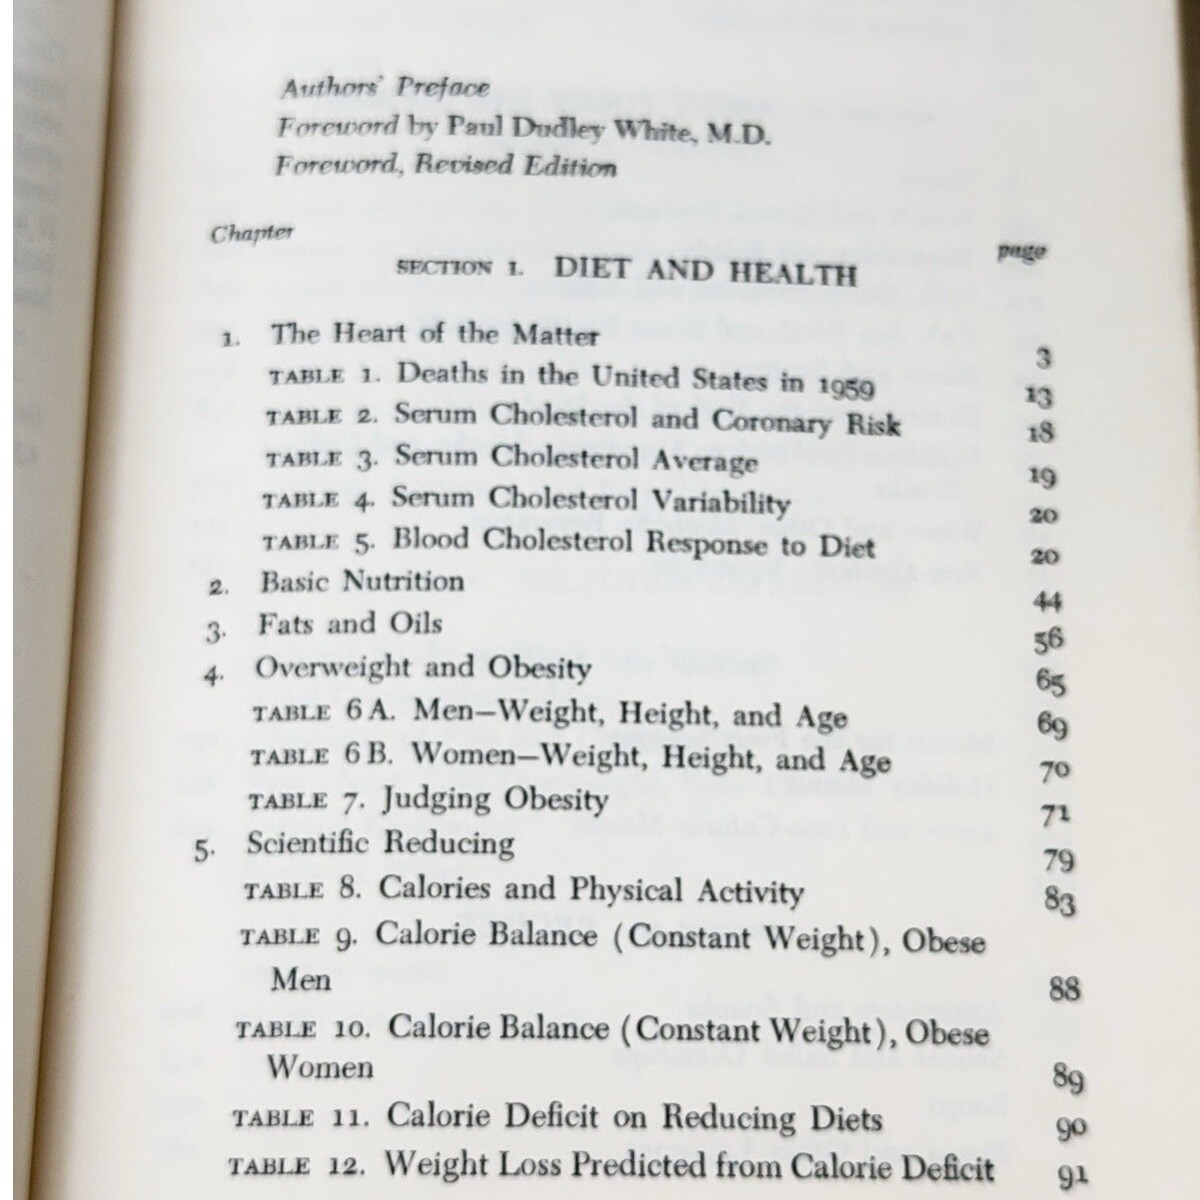 Authors' Preface
Foreword by Paul Dudley White, M.D.
Foreword, Revised Edition
Chapter page
SECTION I. DIET AND HEALTH
1. The Heart of the Matter 3
TABLE 1. Deaths in the United States in 1959 13
TABLE 2. Serum Cholesterol and Coronary Risk 18
TABLE 3. Serum Cholesterol Average 19
TABLE 4. Serum Cholesterol Variability 20
TABLE 5. Blood Cholesterol Response to Diet 20
2. Basic Nutrition 44
3. Fats and Oils 56
4. Overweight and Obesity 65
TABLE 6 A. Men—Weight, Height, and Age 69
TABLE 6 B. Women—Weight, Height, and Age 70
TABLE 7. Judging Obesity 71
5. Scientific Reducing 79
TABLE 8. Calories and Physical Activity 83
TABLE 9. Calorie Balance (Constant Weight), Obese
Men 88
TABLE 10. Calorie Balance (Constant Weight), Obese
Women 89
TABLE 11. Calorie Deficit on Reducing Diets 90
TABLE 12. Weight Loss Predicted from Calorie Deficit 91